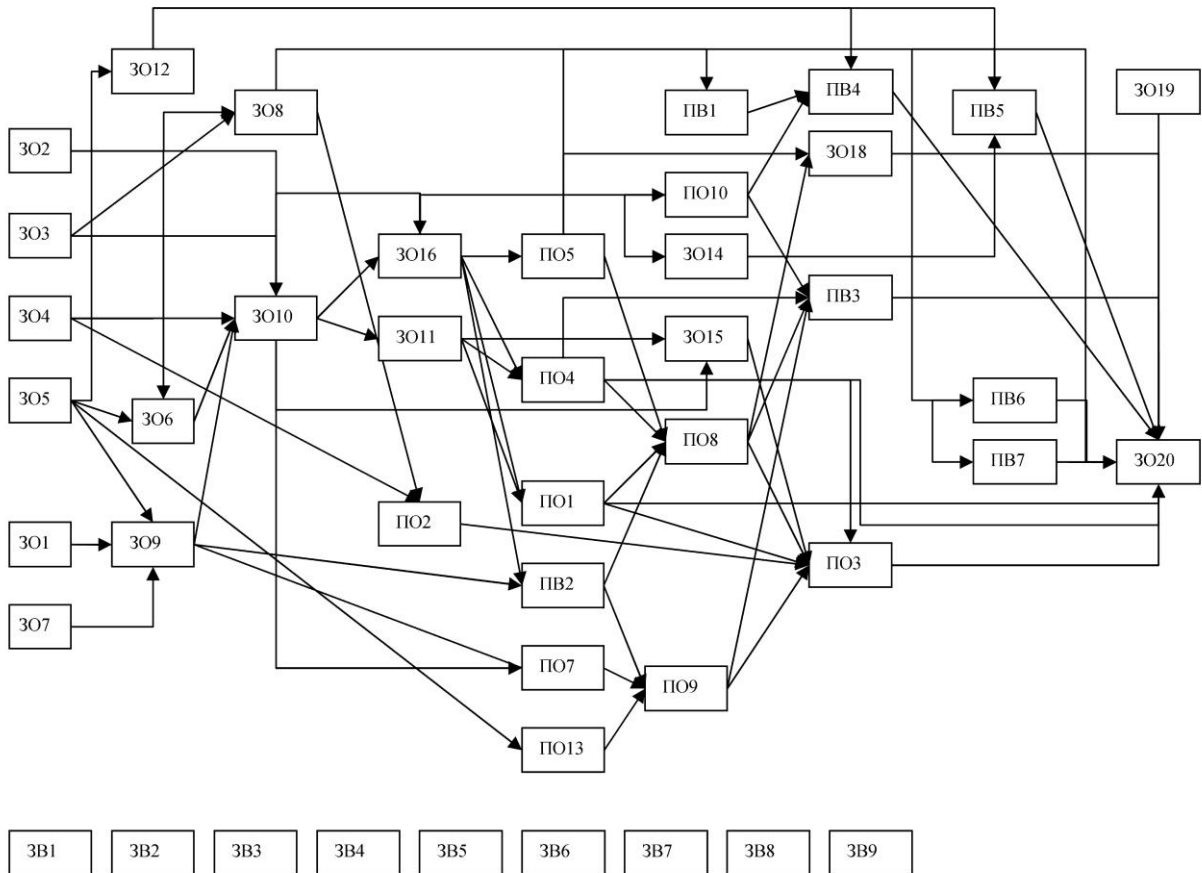 ЗО12
ЗО8
ПВ1
ПВ4
ПВ5
ЗО19
ЗО2
ЗО18
ЗО3
ПО10
ЗО16
ПО5
ЗО14
ЗО4
ЗО10
ПВ3
ЗО11
ЗО15
ПО4
ЗО5
ЗО6
ПО8
ПВ6
ПВ7
ЗО20
ПО1
ПО2
ЗО1
ЗО9
ПО3
ПВ2
ЗО7
ПО7
ПО9
ПО13
ЗВ1 ЗВ2 ЗВ3 ЗВ4 ЗВ5 ЗВ6 ЗВ7 ЗВ8 ЗВ9